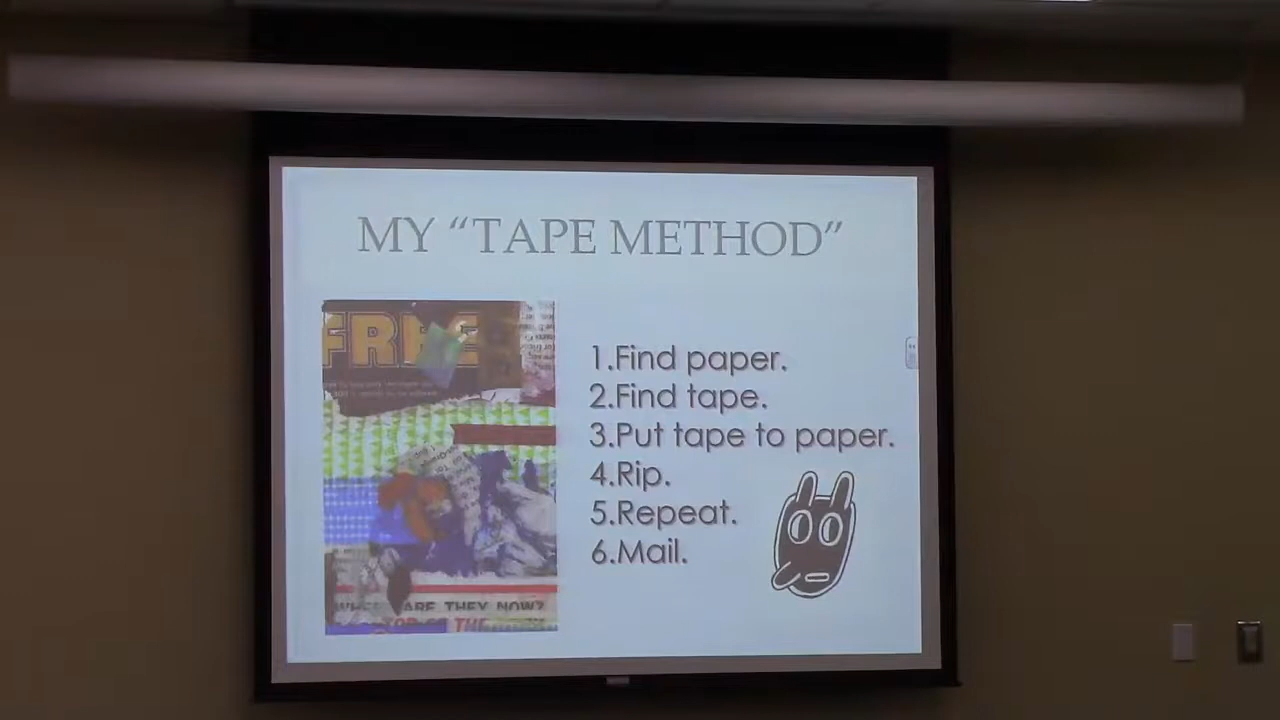 MY “TAPE METHOD”
FREE
1.Find paper.
2.Find tape.
3.Put tape to paper.
4.Rip.
5.Repeat.
6.Mail.
ARE THEY NOW?
THE